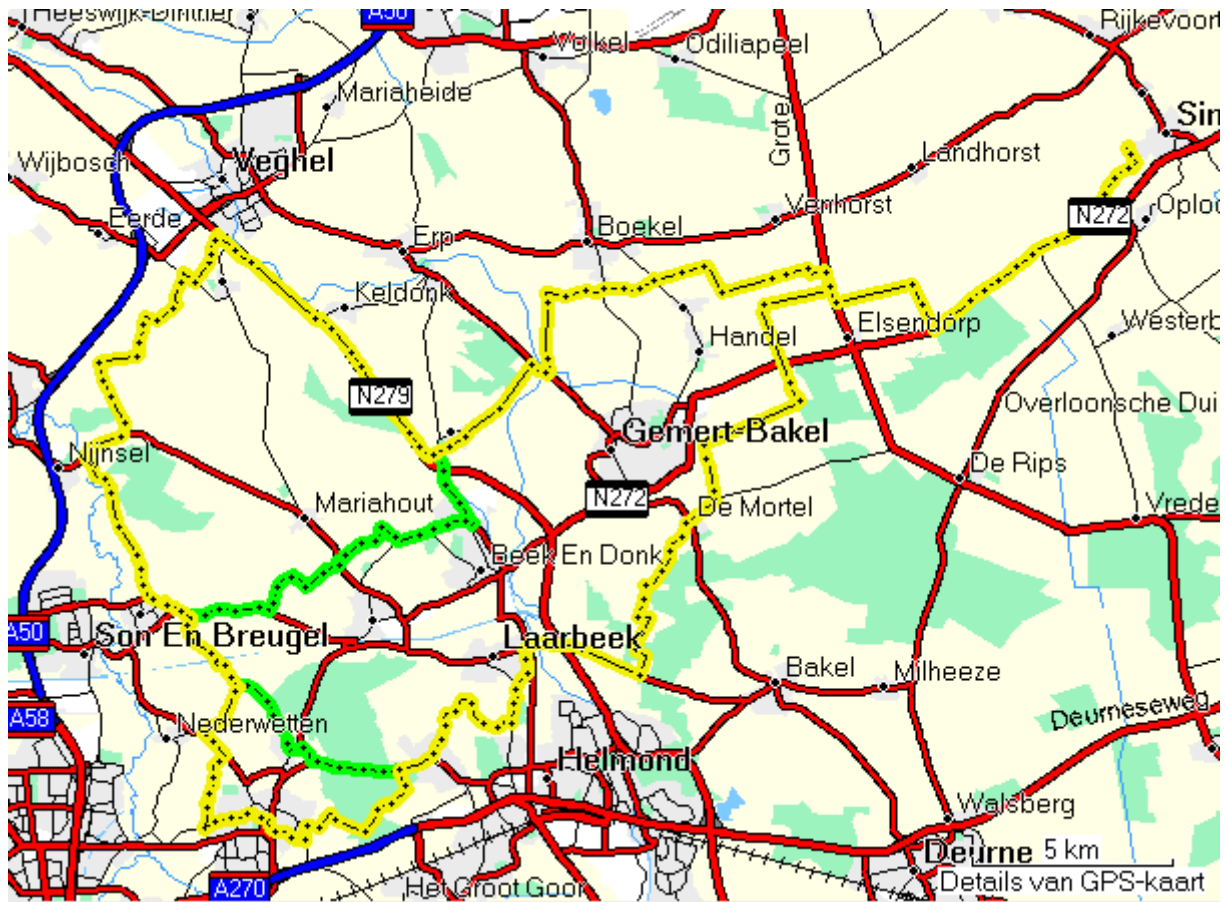 Heeswijk-Dinther
A50
Volkel
Odiliapeel
Rijkevoort
Mariaheide
Grote
Sin
Wijbosch
Veghel
Landhorst
Eerde
Venhorst
N272
Oploo
Erp
Boekel
Keldonk
Handel
Elsendorp
Westerb
N279
Overloonsche Dui
Gemert-Bakel
Nijnsel
De Rips
Mariahout
N272
De Mortel
Vrede
Beek En Donk
A50
Son En Breugel
Laarbeek
Bakel
Milheeze
A58
Nederwetten
Deurneseweg
Helmond
Walsberg
Deurne
5 km
A270
Het Groot Goor
Details van GPS-kaart